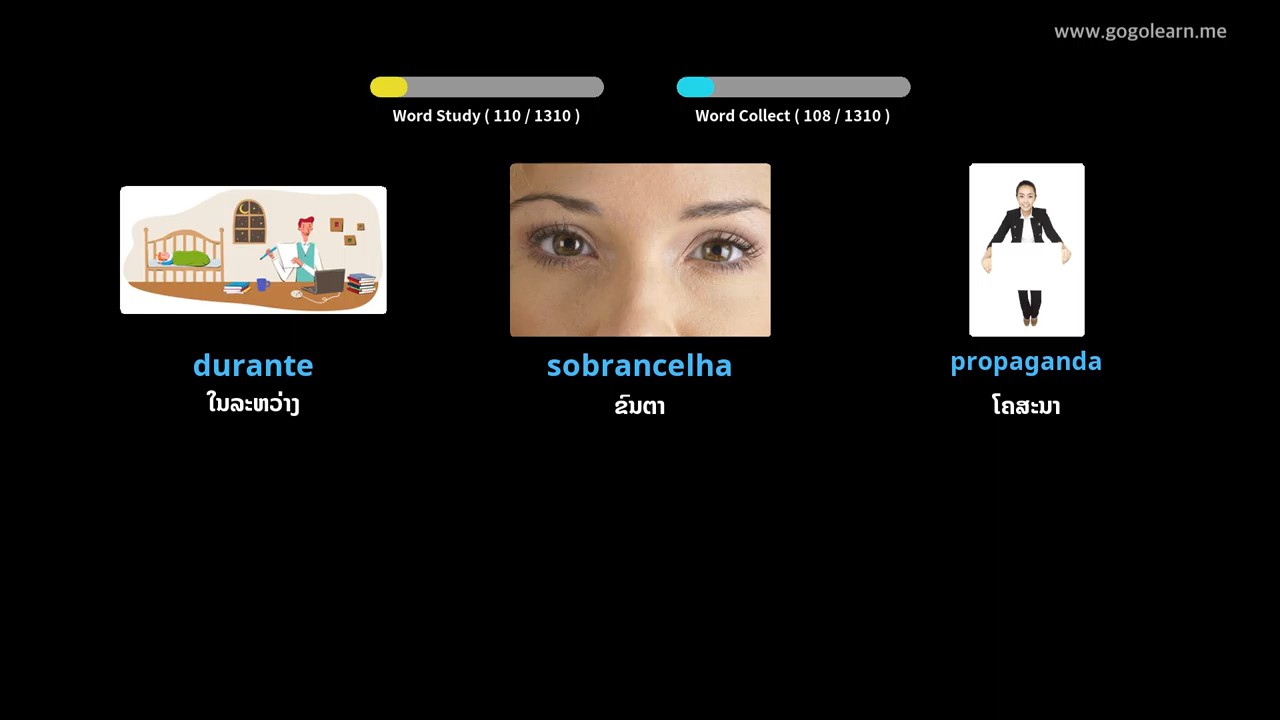 www.gogolearn.me
Word Study ( 110 / 1310 )
Word Collect ( 108 / 1310 )
durante
ໃນລະຫວ່າງ
sobrancelha
ຂົນຕາ
propaganda
ໂຄສະນາ